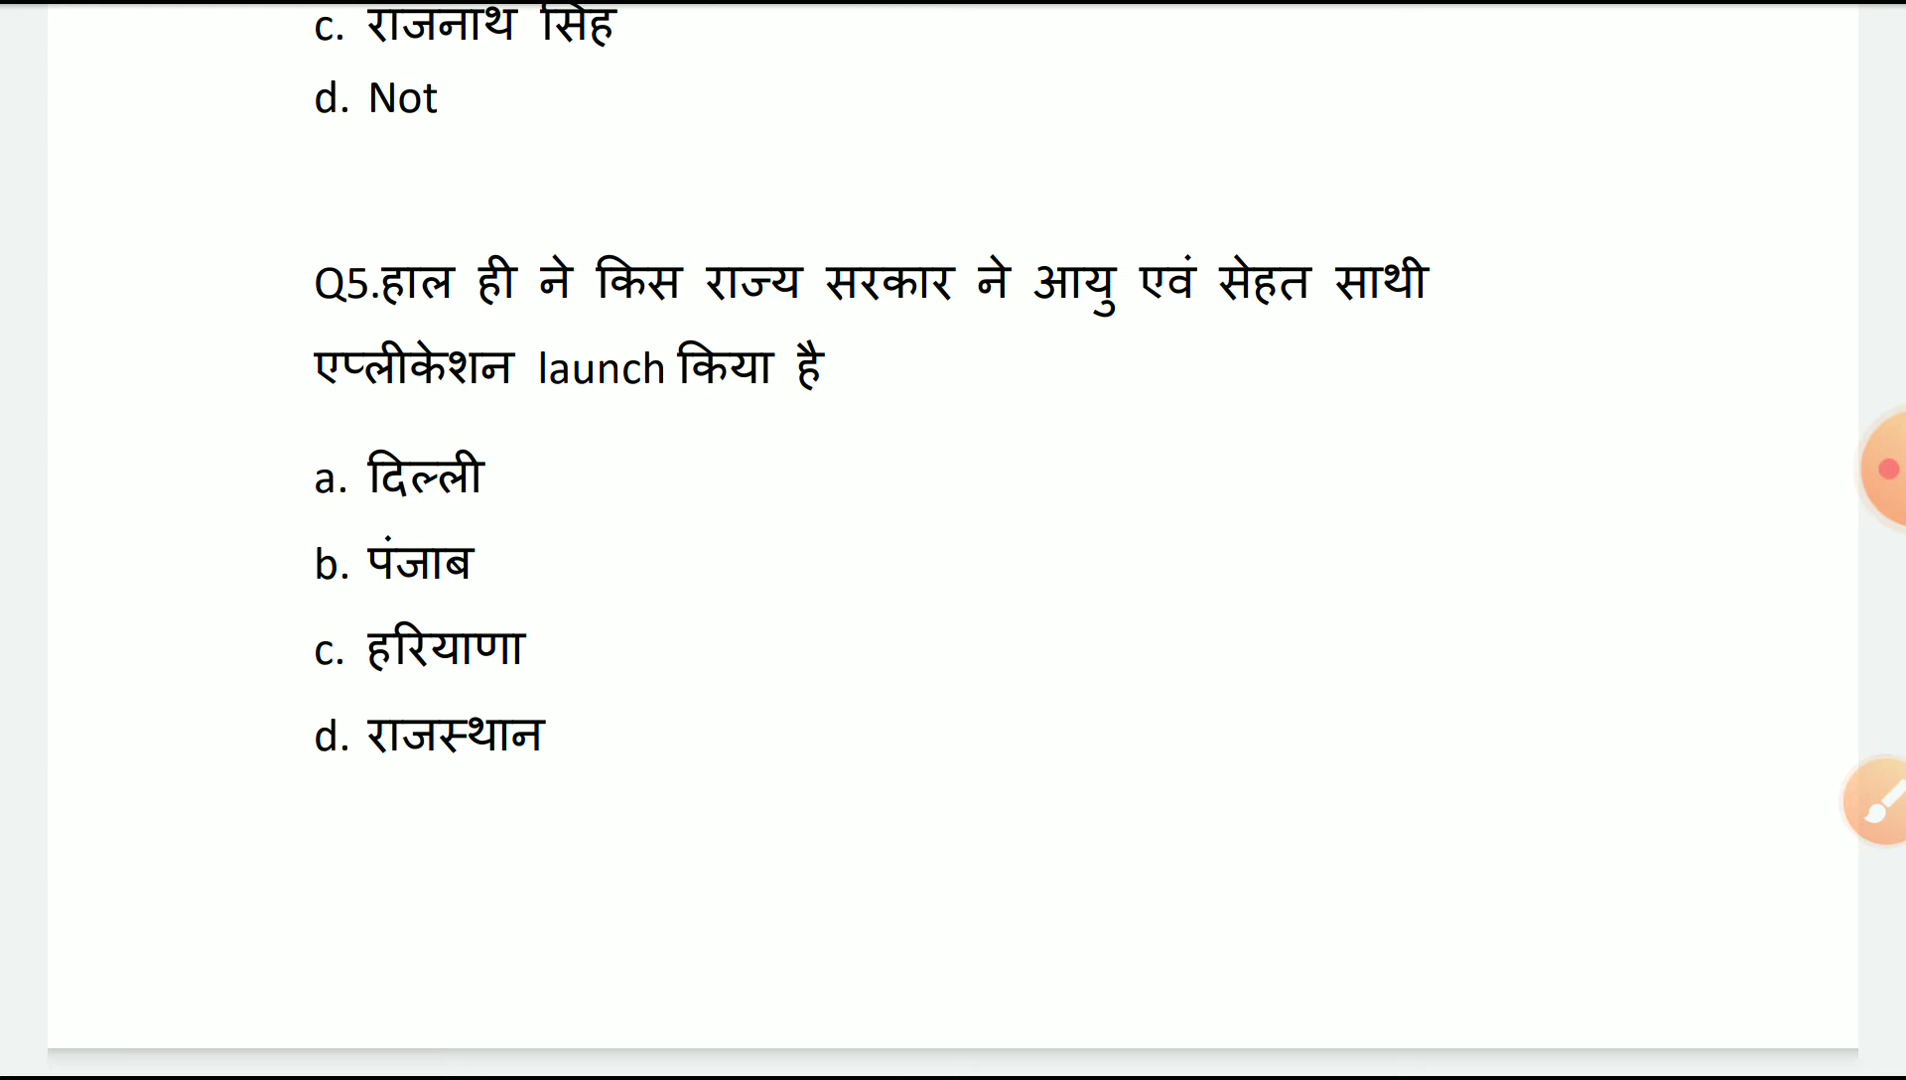 c. राजनाथ सिंह
d. Not
Q5.हाल ही ने किस राज्य सरकार ने आयु एवं सेहत साथी
एप्लीकेशन launch किया है
a. दिल्ली
b. पंजाब
c. हरियाणा
d. राजस्थान